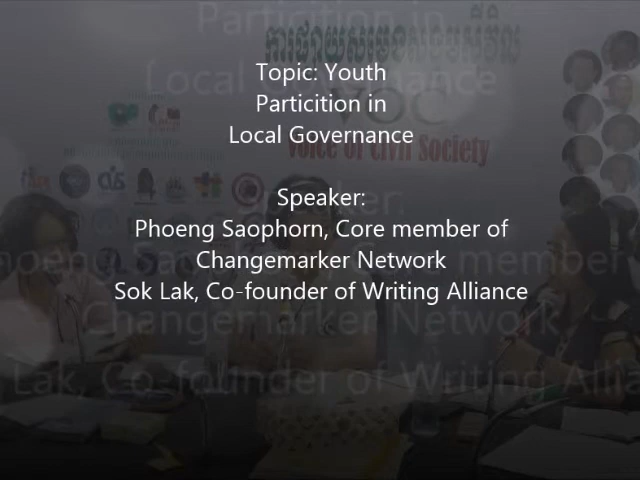 Topic: Youth
Particition in
Local Governance
Speaker:
Phoeng Saophorn, Core member of
Changemarker Network
Sok Lak, Co-founder of Writing Alliance
VOC
Voice of Civil Society